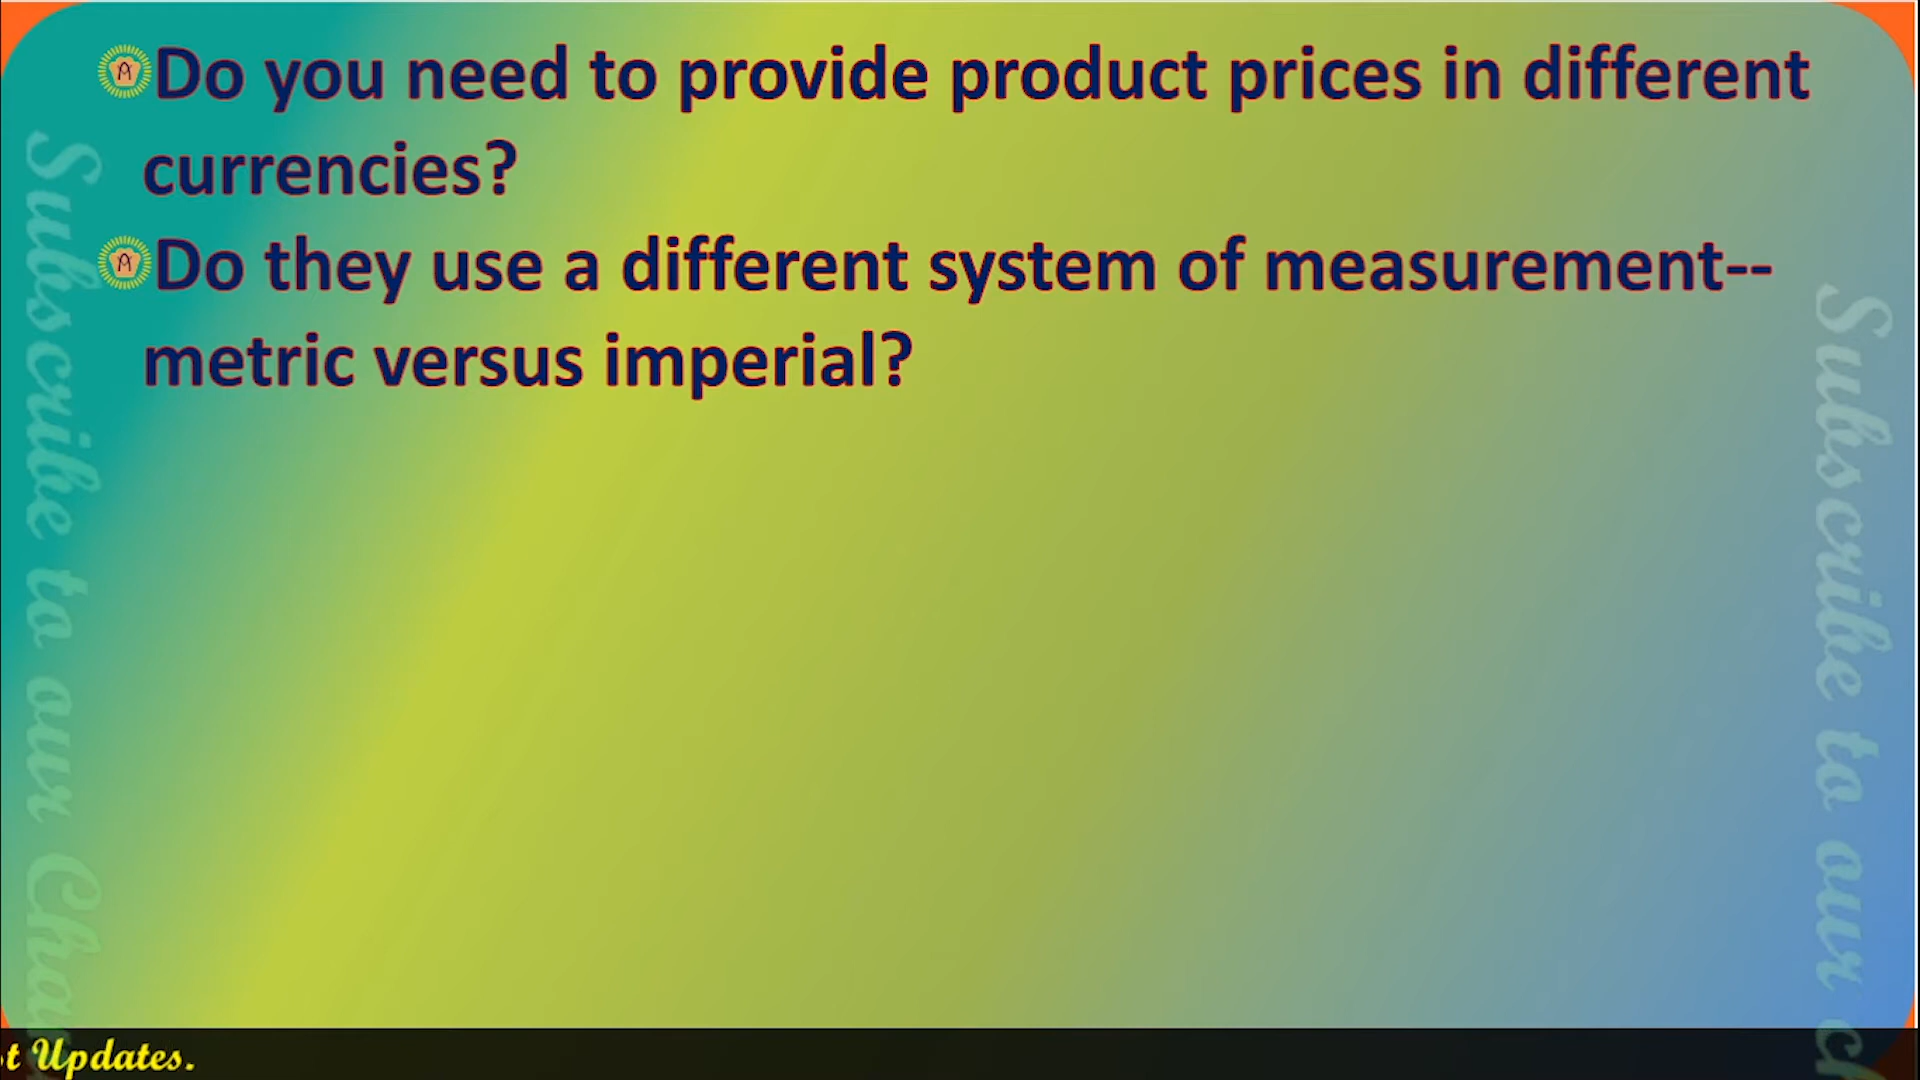 Do you need to provide product prices in different
currencies?
Do they use a different system of measurement--
metric versus imperial?
Subscribe to our
Subscribe to our
Updates.